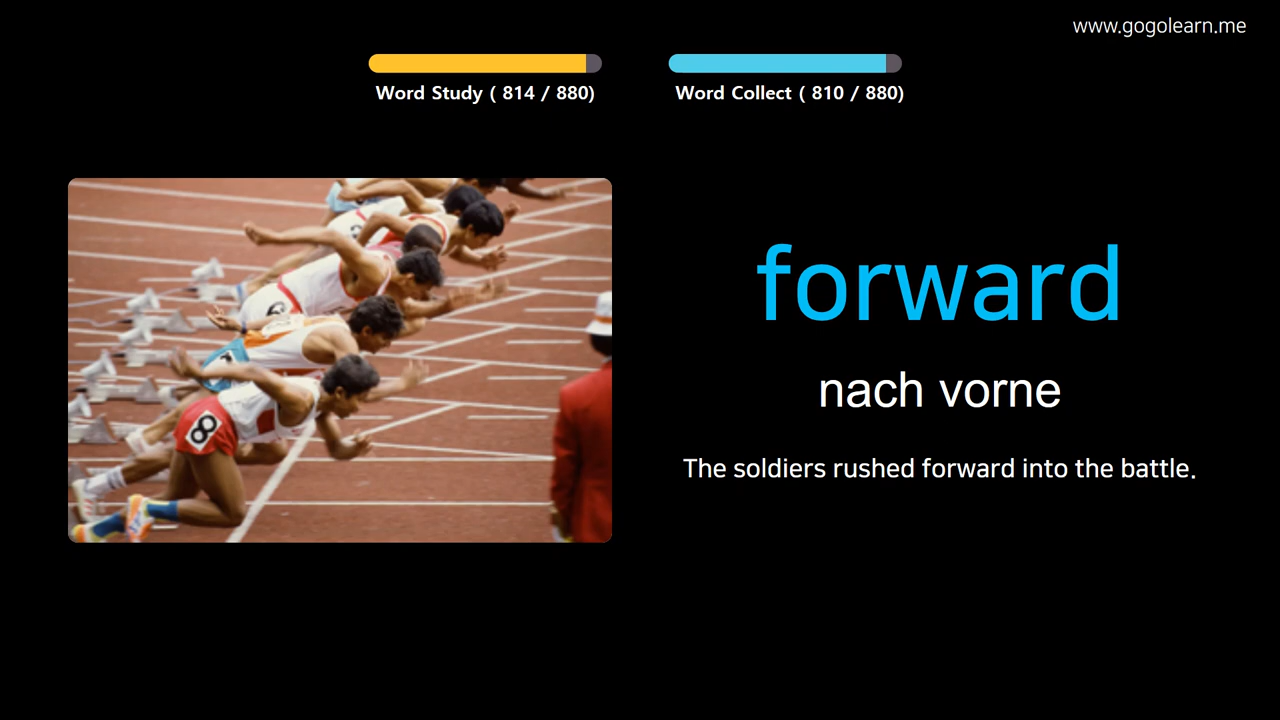 www.gogolearn.me
Word Study ( 814 / 880)
Word Collect ( 810 / 880)
forward
nach vorne
The soldiers rushed forward into the battle.
8